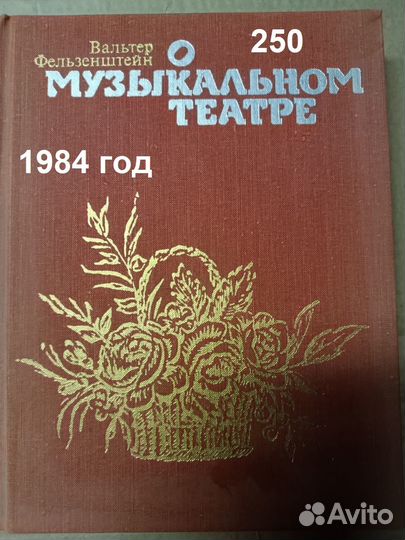 Вальтер
Фельзенштейн
О
250
МУЗЫКАЛЬНОМ
ТЕАТРЕ
1984 год
Avito